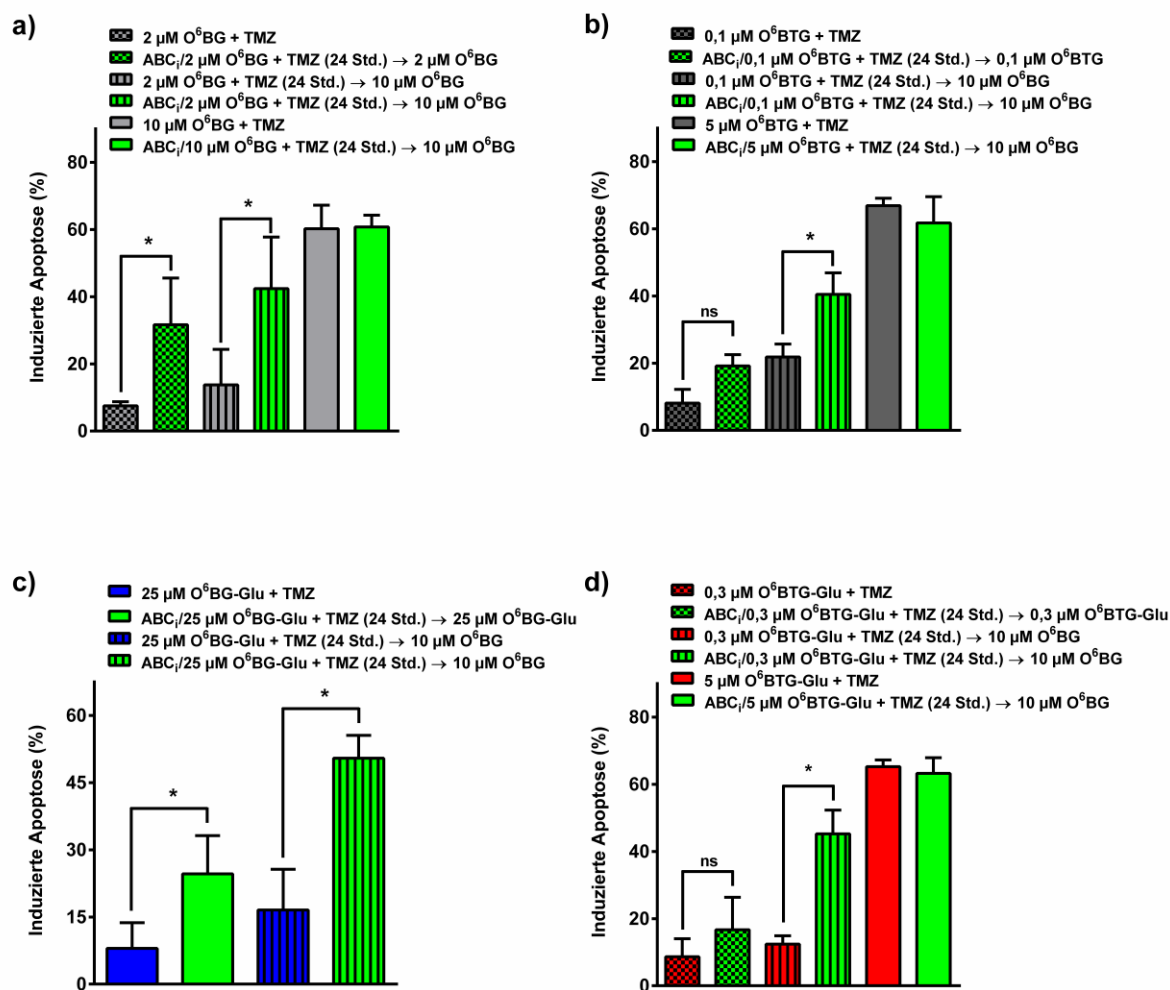 a)
2 µM O⁶BG + TMZ
ABCᵢ/2 µM O⁶BG + TMZ (24 Std.) → 2 µM O⁶BG
2 µM O⁶BG + TMZ (24 Std.) → 10 µM O⁶BG
ABCᵢ/2 µM O⁶BG + TMZ (24 Std.) → 10 µM O⁶BG
10 µM O⁶BG + TMZ
ABCᵢ/10 µM O⁶BG + TMZ (24 Std.) → 10 µM O⁶BG
Induzierte Apoptose (%)
80
60
40
20
0
*
*
b)
0,1 µM O⁶BTG + TMZ
ABCᵢ/0,1 µM O⁶BTG + TMZ (24 Std.) → 0,1 µM O⁶BTG
0,1 µM O⁶BTG + TMZ (24 Std.) → 10 µM O⁶BG
ABCᵢ/0,1 µM O⁶BTG + TMZ (24 Std.) → 10 µM O⁶BG
5 µM O⁶BTG + TMZ
ABCᵢ/5 µM O⁶BTG + TMZ (24 Std.) → 10 µM O⁶BG
Induzierte Apoptose (%)
80
60
40
20
0
ns
*
c)
25 µM O⁶BG-Glu + TMZ
ABCᵢ/25 µM O⁶BG-Glu + TMZ (24 Std.) → 25 µM O⁶BG-Glu
25 µM O⁶BG-Glu + TMZ (24 Std.) → 10 µM O⁶BG
ABCᵢ/25 µM O⁶BG-Glu + TMZ (24 Std.) → 10 µM O⁶BG
Induzierte Apoptose (%)
60
45
30
15
0
*
*
d)
0,3 µM O⁶BTG-Glu + TMZ
ABCᵢ/0,3 µM O⁶BTG-Glu + TMZ (24 Std.) → 0,3 µM O⁶BTG-Glu
0,3 µM O⁶BTG-Glu + TMZ (24 Std.) → 10 µM O⁶BG
ABCᵢ/0,3 µM O⁶BTG-Glu + TMZ (24 Std.) → 10 µM O⁶BG
5 µM O⁶BTG-Glu + TMZ
ABCᵢ/5 µM O⁶BTG-Glu + TMZ (24 Std.) → 10 µM O⁶BG
Induzierte Apoptose (%)
80
60
40
20
0
ns
*